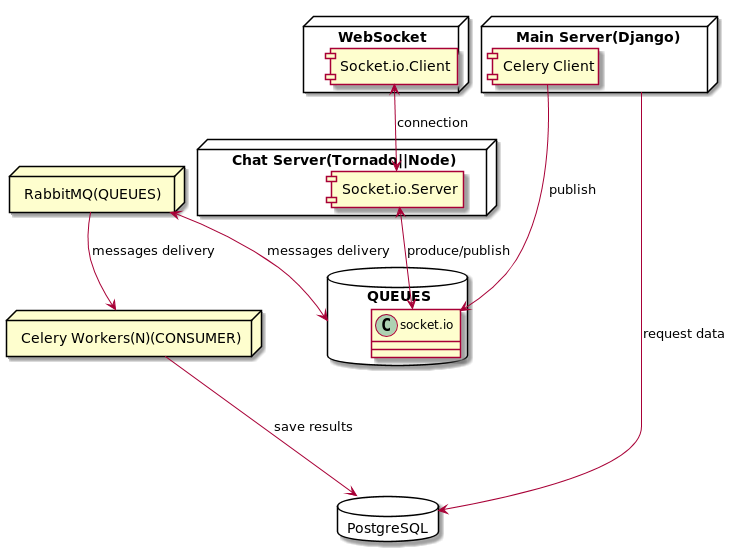 WebSocket
Socket.io.Client
Main Server(Django)
Celery Client
connection
Chat Server(Tornado||Node)
Socket.io.Server
RabbitMQ(QUEUES)
publish
messages delivery
messages delivery
produce/publish
QUEUES
C socket.io
Celery Workers(N)(CONSUMER)
request data
save results
PostgreSQL